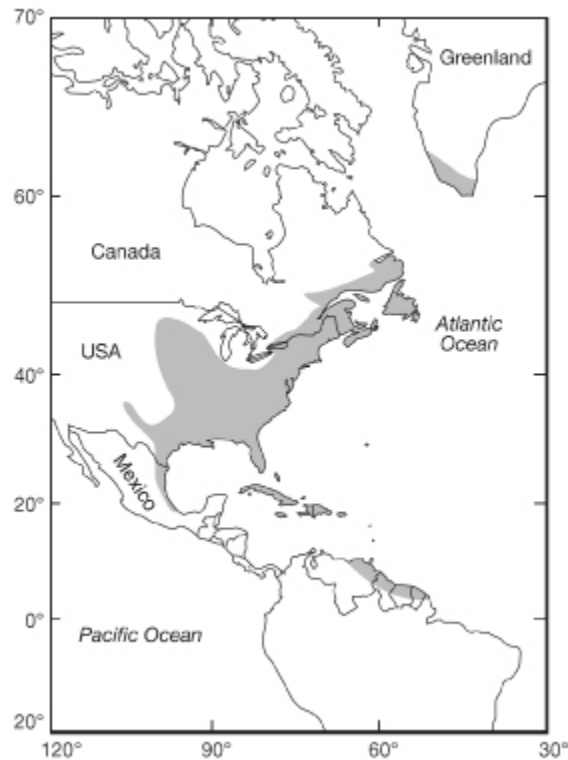 70°
Greenland
60°
Canada
Atlantic
Ocean
USA
40°
Mexico
20°
0°
Pacific Ocean
20°
120°
90°
60°
30°